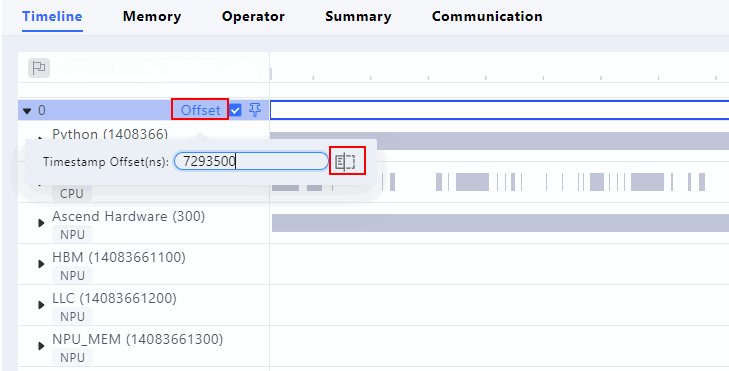 Timeline Memory Operator Summary Communication
0 Offset
Python (1408366)
Timestamp Offset(ns): 7293500
CPU
Ascend Hardware (300)
NPU
HBM (14083661100)
NPU
LLC (14083661200)
NPU
NPU_MEM (14083661300)
NPU